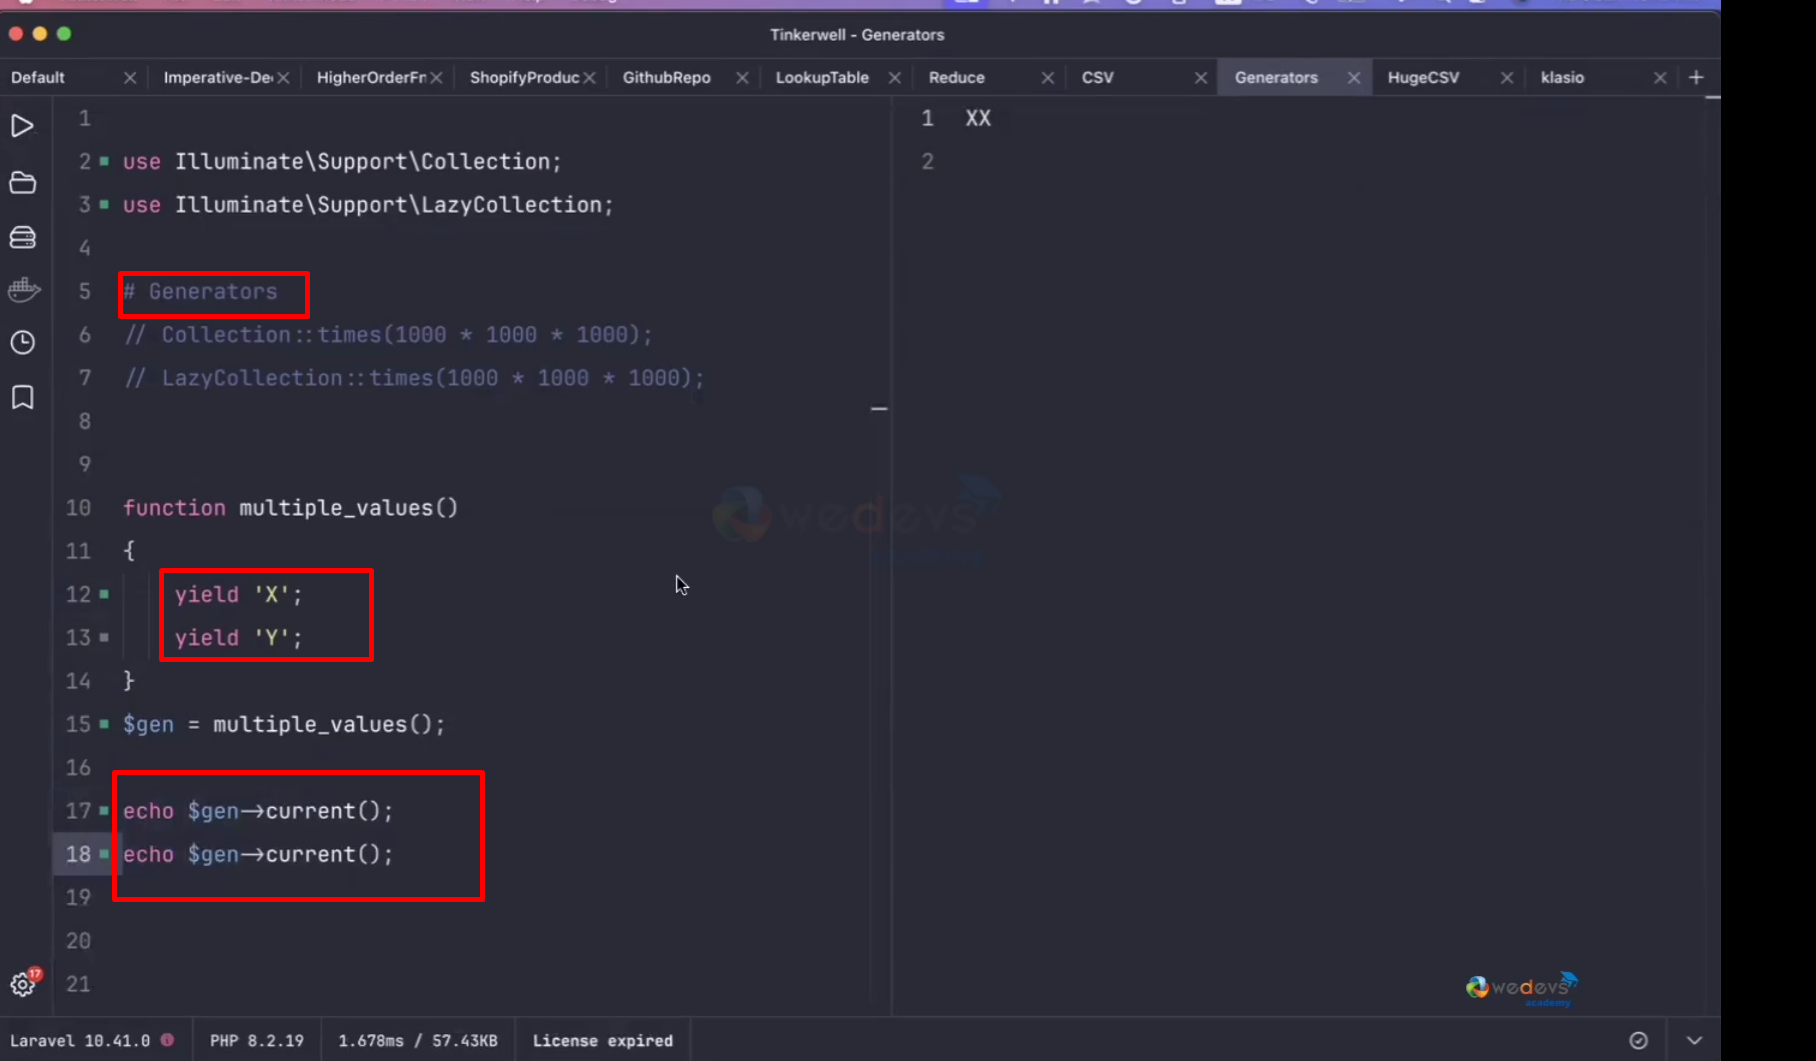 Tinkerwell - Generators
Default
Imperative-De
HigherOrderFr
ShopifyProduc
GithubRepo
LookupTable
Reduce
CSV
Generators
HugeCSV
klasio
1
2 use Illuminate\Support\Collection;
3 use Illuminate\Support\LazyCollection;
4
5 # Generators
6 // Collection::times(1000 * 1000 * 1000);
7 // LazyCollection::times(1000 * 1000 * 1000);
8
9
10 function multiple_values()
11 {
12 yield 'X';
13 yield 'Y';
14 }
15 $gen = multiple_values();
16
17 echo $gen->current();
18 echo $gen->current();
19
20
21
1 XX
2
wedevs
wedevs
academy
17
Laravel 10.41.0
PHP 8.2.19
1.678ms / 57.43KB
License expired